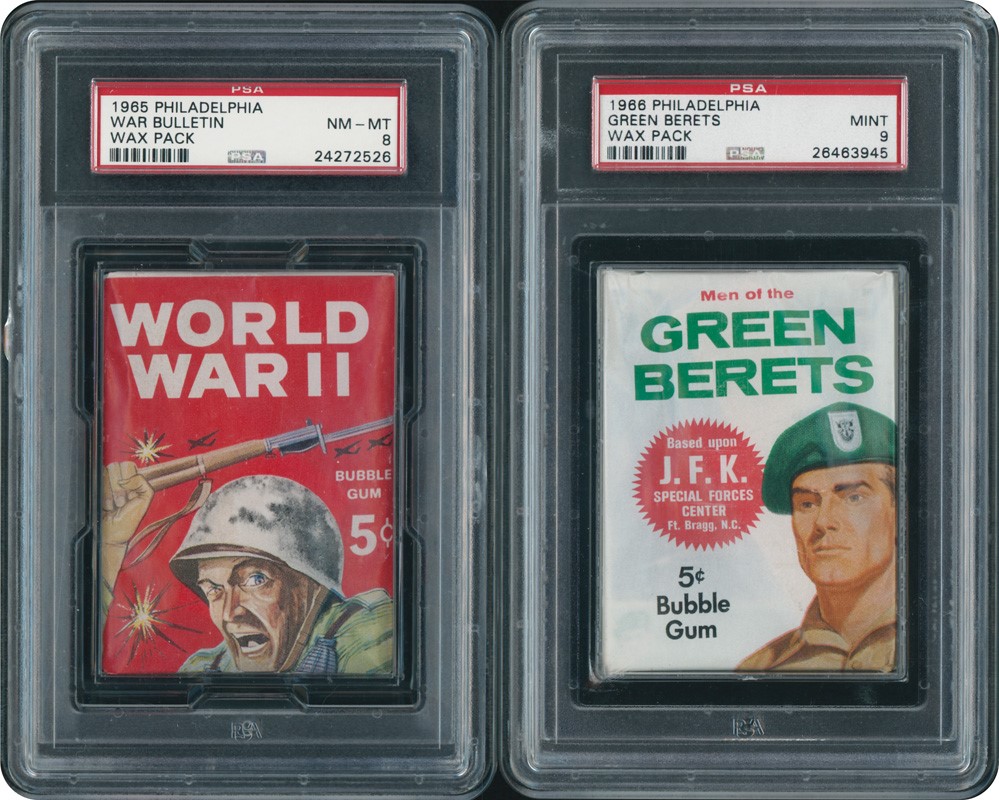 PSA
1965 PHILADELPHIA
WAR BULLETIN
WAX PACK
NM – MT
8
PSA
24272526
WORLD
WAR II
BUBBLE
GUM
5¢
PSA
PSA
1966 PHILADELPHIA
GREEN BERETS
WAX PACK
MINT
9
PSA
26463945
Men of the
GREEN
BERETS
Based upon
J.F.K.
SPECIAL FORCES
CENTER
Ft. Bragg, N.C.
5¢
Bubble
Gum
PSA